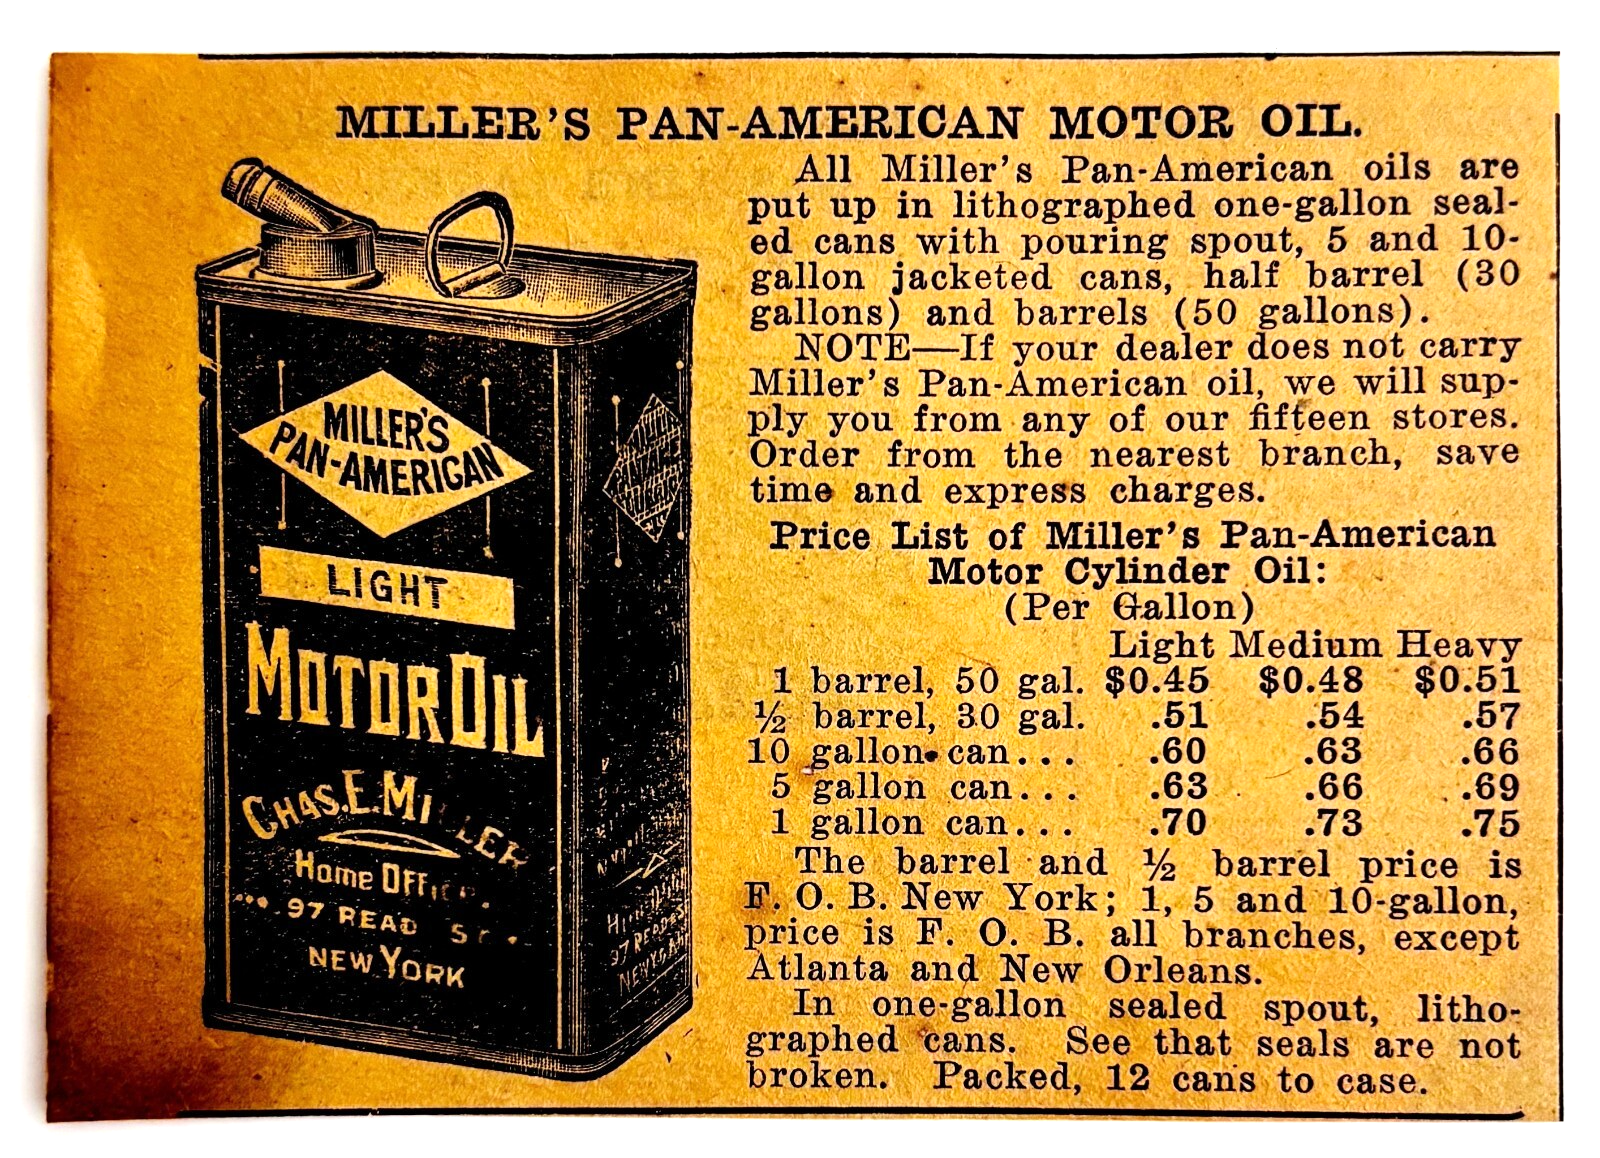 MILLER'S PAN-AMERICAN MOTOR OIL.
All Miller's Pan-American oils are
put up in lithographed one-gallon seal-
ed cans with pouring spout, 5 and 10-
gallon jacketed cans, half barrel (30
gallons) and barrels (50 gallons).
NOTE—If your dealer does not carry
Miller's Pan-American oil, we will sup-
ply you from any of our fifteen stores.
Order from the nearest branch, save
time and express charges.
Price List of Miller's Pan-American
Motor Cylinder Oil:
(Per Gallon)
Light Medium Heavy
1 barrel, 50 gal. $0.45 $0.48 $0.51
½ barrel, 30 gal. .51 .54 .57
10 gallon can... .60 .63 .66
5 gallon can... .63 .66 .69
1 gallon can... .70 .73 .75
The barrel and ½ barrel price is
F. O. B. New York; 1, 5 and 10-gallon,
price is F. O. B. all branches, except
Atlanta and New Orleans.
In one-gallon sealed spout, litho-
graphed cans. See that seals are not
broken. Packed, 12 cans to case.
MILLER'S
PAN-AMERICAN
LIGHT
MOTOR OIL
CHAS. E. MILLER
Home
97 READ
NEW YORK